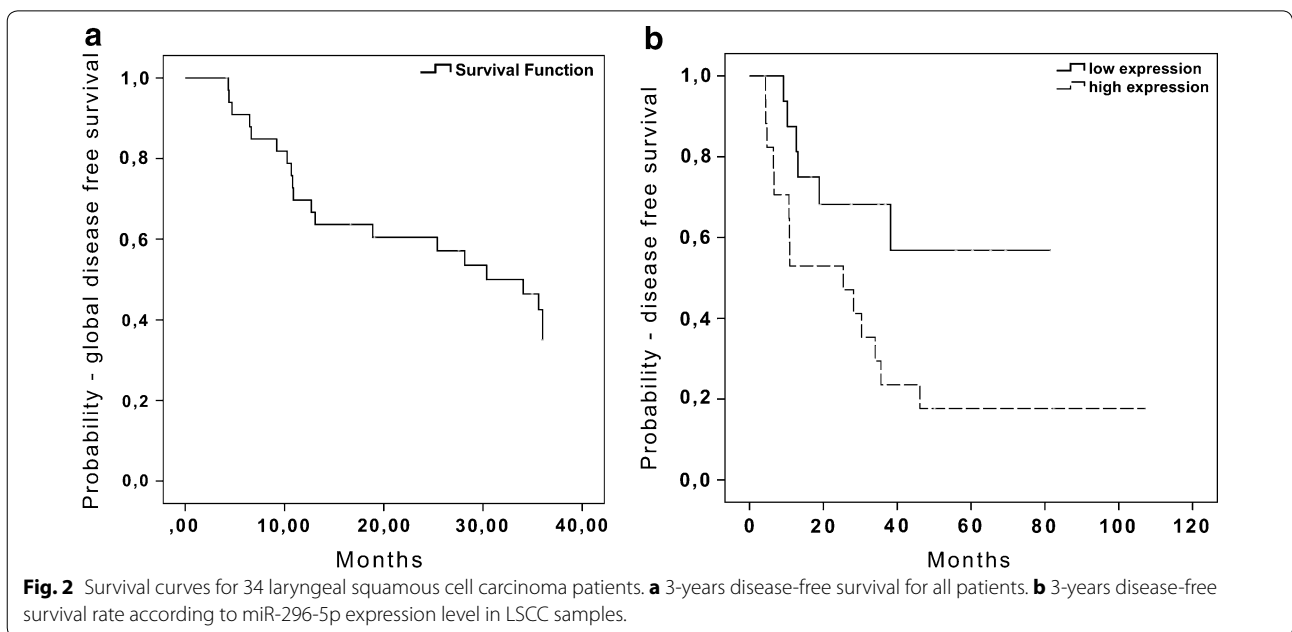 a
Probability - global disease free survival
1,0
0,8
0,6
0,4
0,2
0,0
Survival Function
,00 10,00 20,00 30,00 40,00
Months
b
Probability - disease free survival
1,0
0,8
0,6
0,4
0,2
0,0
low expression
high expression
0 20 40 60 80 100 120
Months
Fig. 2 Survival curves for 34 laryngeal squamous cell carcinoma patients. a 3-years disease-free survival for all patients. b 3-years disease-free
survival rate according to miR-296-5p expression level in LSCC samples.